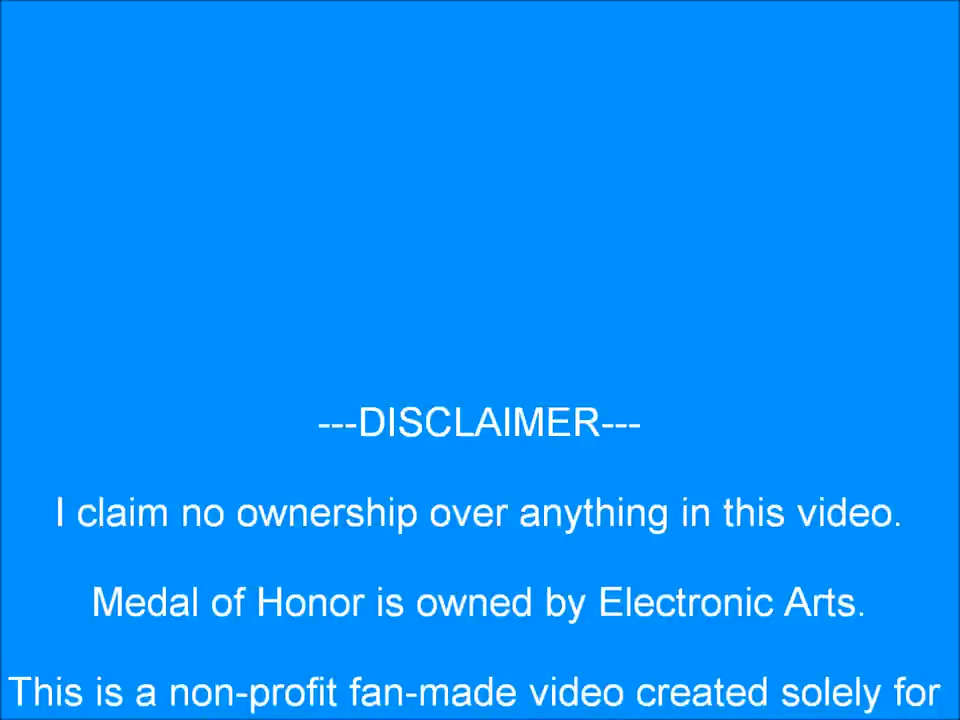 ---DISCLAIMER---
I claim no ownership over anything in this video.
Medal of Honor is owned by Electronic Arts.
This is a non-profit fan-made video created solely for